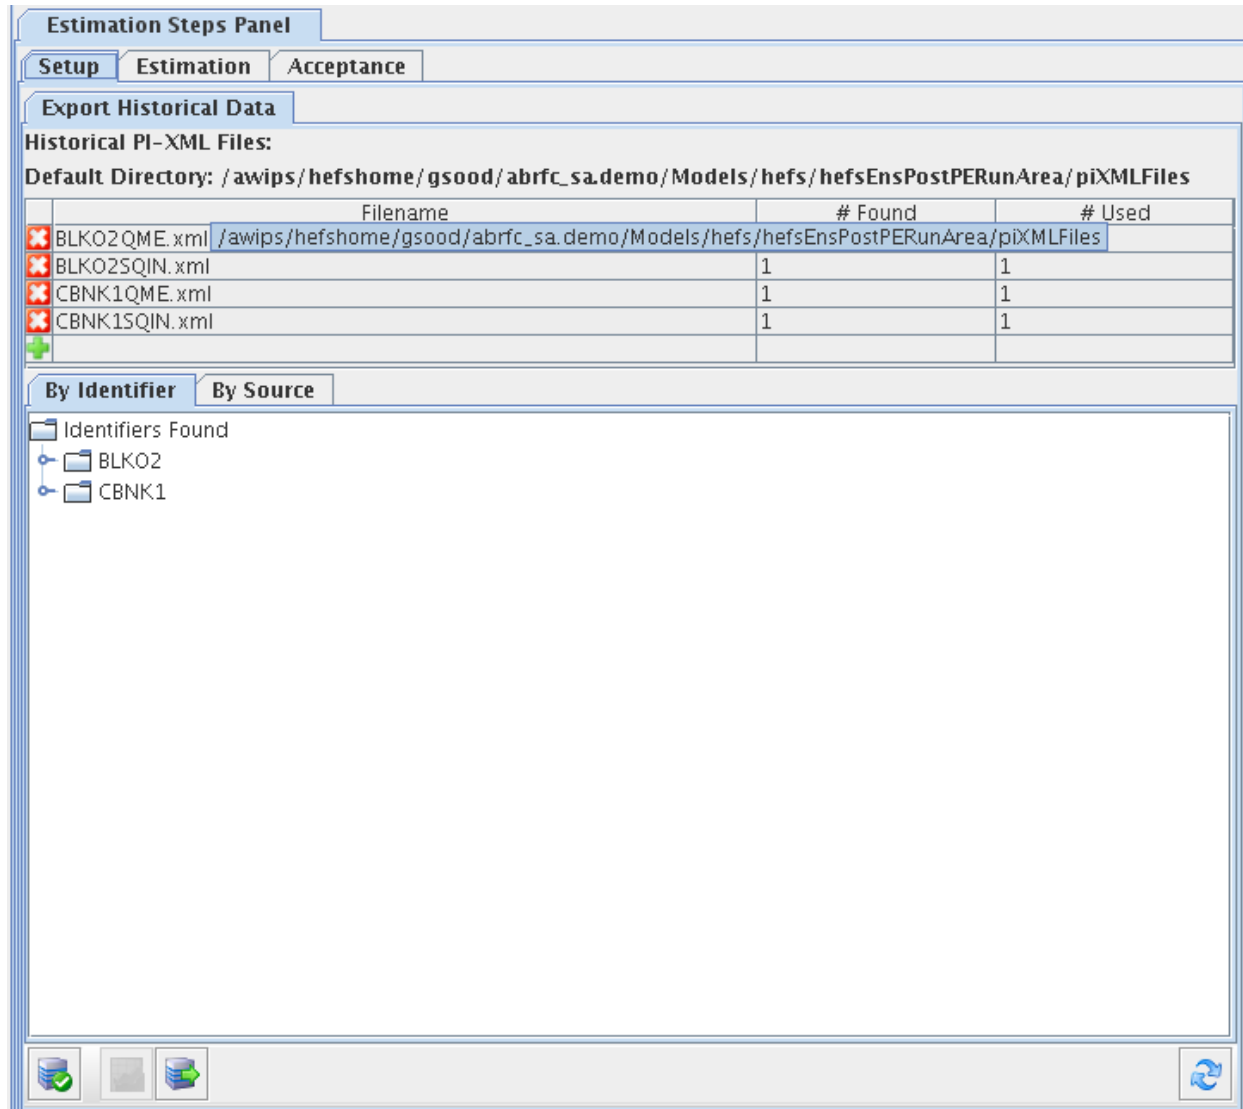 Estimation Steps Panel
Setup Estimation Acceptance
Export Historical Data
Historical PI-XML Files:
Default Directory: /awips/hefshome/gsood/abrfc_sa.demo/Models/hefs/hefsEnsPostPERunArea/piXMLFiles
Filename # Found # Used
BLKO2QME.xml /awips/hefshome/gsood/abrfc_sa.demo/Models/hefs/hefsEnsPostPERunArea/piXMLFiles
BLKO2SQIN.xml 1 1
CBNK1QME.xml 1 1
CBNK1SQIN.xml 1 1
By Identifier By Source
Identifiers Found
BLKO2
CBNK1